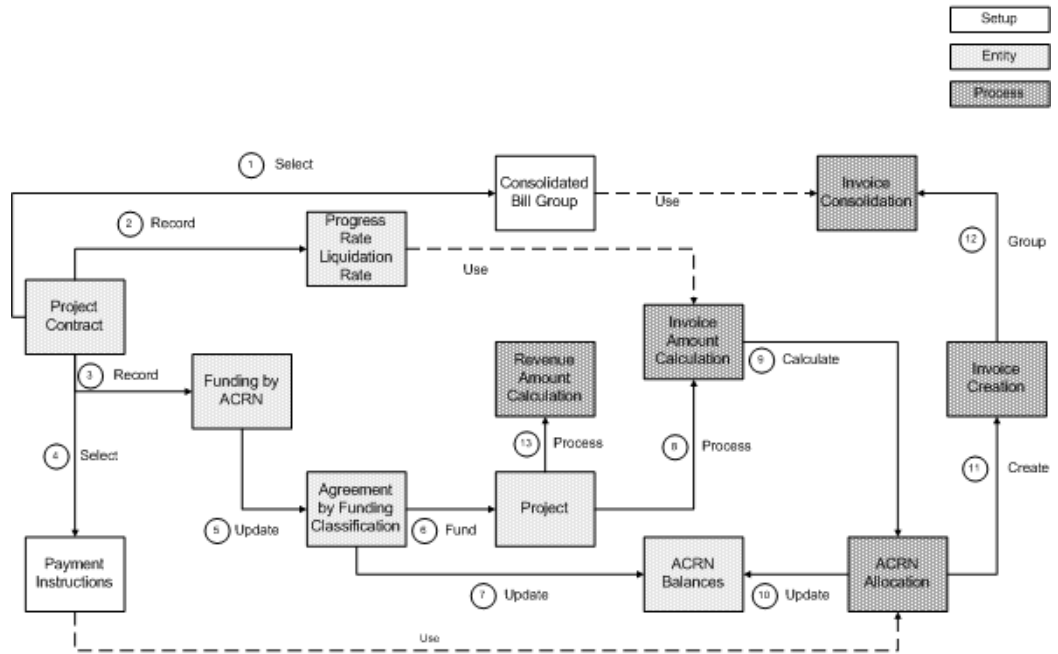 Setup
Entity
Process
1 Select
Consolidated
Bill Group
Use
Invoice
Consolidation
2 Record
Progress
Rate
Liquidation
Rate
Use
12 Group
Project
Contract
Invoice
Amount
Calculation
9 Calculate
3 Record
Funding by
ACRN
Revenue
Amount
Calculation
Invoice
Creation
4 Select
13 Process
8 Process
11 Create
5 Update
Agreement
by Funding
Classification
6 Fund
Project
Payment
Instructions
7 Update
ACRN
Balances
10 Update
ACRN
Allocation
Use